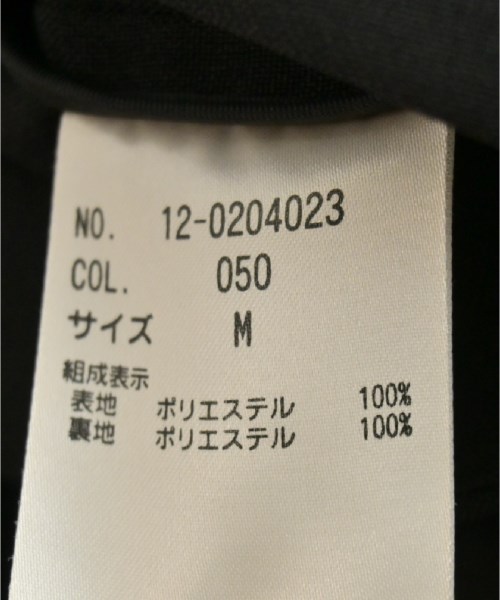 NO. 12-0204023
COL. 050
サイズ M
組成表示
表地 ポリエステル 100%
裏地 ポリエステル 100%